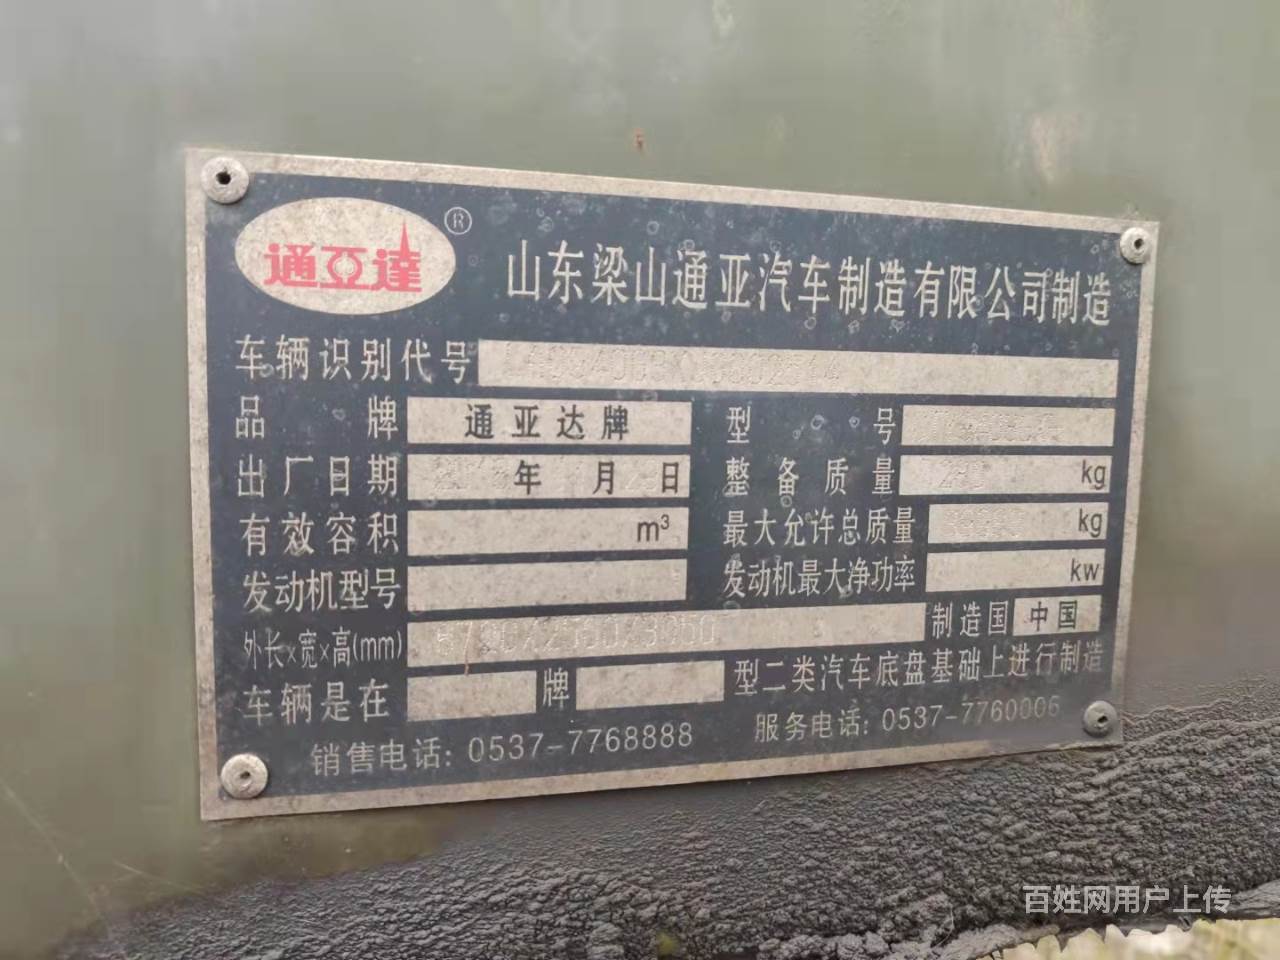 通亚達®
山东梁山通亚汽车制造有限公司制造
车辆识别代号
品牌 通亚达牌 型号
出厂日期 年 月 日 整备质量 kg
有效容积 m³ 最大允许总质量 kg
发动机型号 发动机最大净功率 kw
外长×宽×高(mm) 制造国 中国
车辆是在 牌 型二类汽车底盘基础上进行制造
销售电话: 0537-7768888 服务电话: 0537-7760006
百姓网用户上传